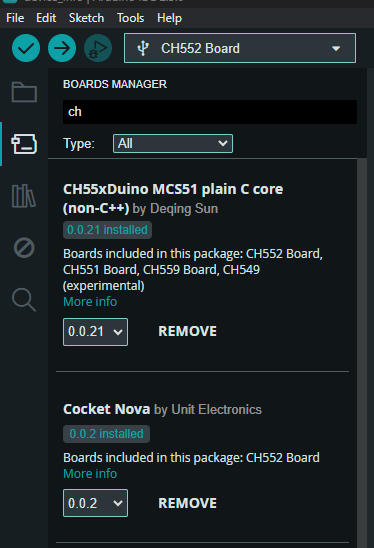 File Edit Sketch Tools Help
CH552 Board
BOARDS MANAGER
ch
Type: All
CH55xDuino MCS51 plain C core
(non-C++) by Deqing Sun
0.0.21 installed
Boards included in this package: CH552 Board,
CH551 Board, CH559 Board, CH549
(experimental)
More info
0.0.21 REMOVE
Cocket Nova by Unit Electronics
0.0.2 installed
Boards included in this package: CH552 Board
More info
0.0.2 REMOVE